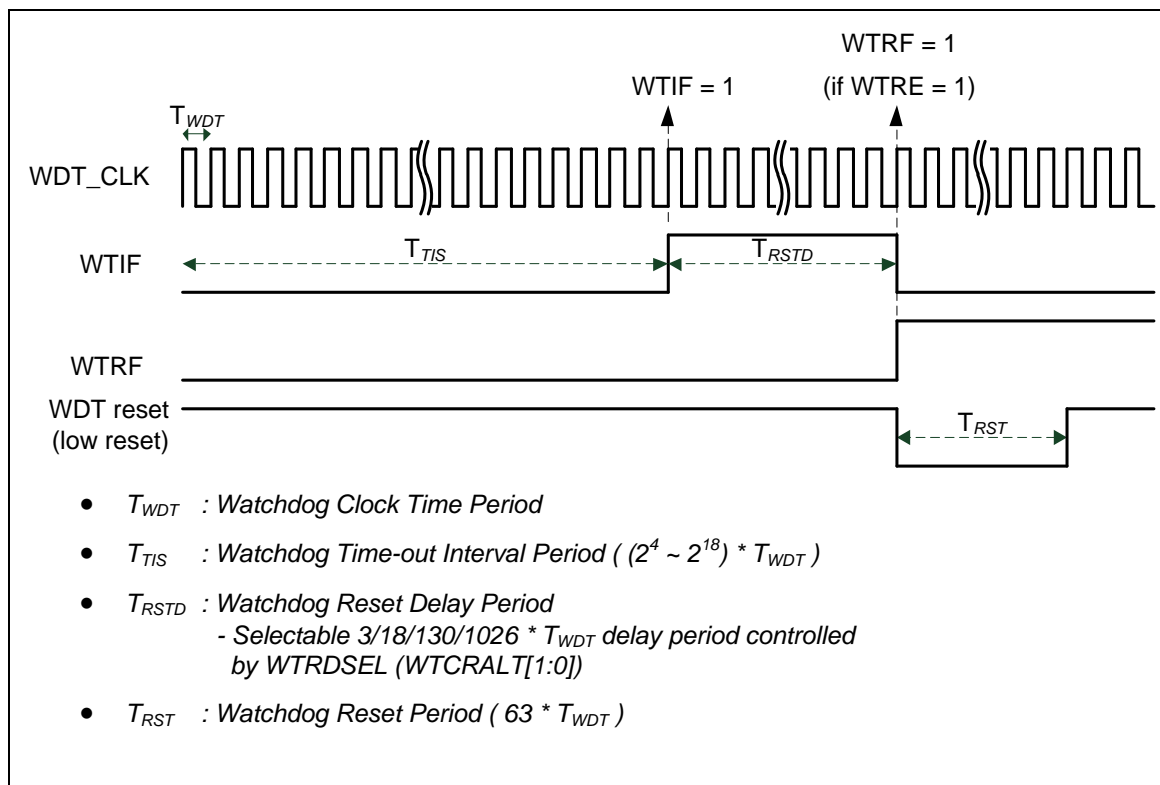 WTRF = 1
WTIF = 1
(if WTRE = 1)
T_WDT
WDT_CLK
WTIF
T_TIS
T_RSTD
WTRF
WDT reset
(low reset)
T_RST
• T_WDT : Watchdog Clock Time Period
• T_TIS : Watchdog Time-out Interval Period ( (2^4 ~ 2^18) * T_WDT )
• T_RSTD : Watchdog Reset Delay Period
- Selectable 3/18/130/1026 * T_WDT delay period controlled
by WTRDSEL (WTCRALT[1:0])
• T_RST : Watchdog Reset Period ( 63 * T_WDT )